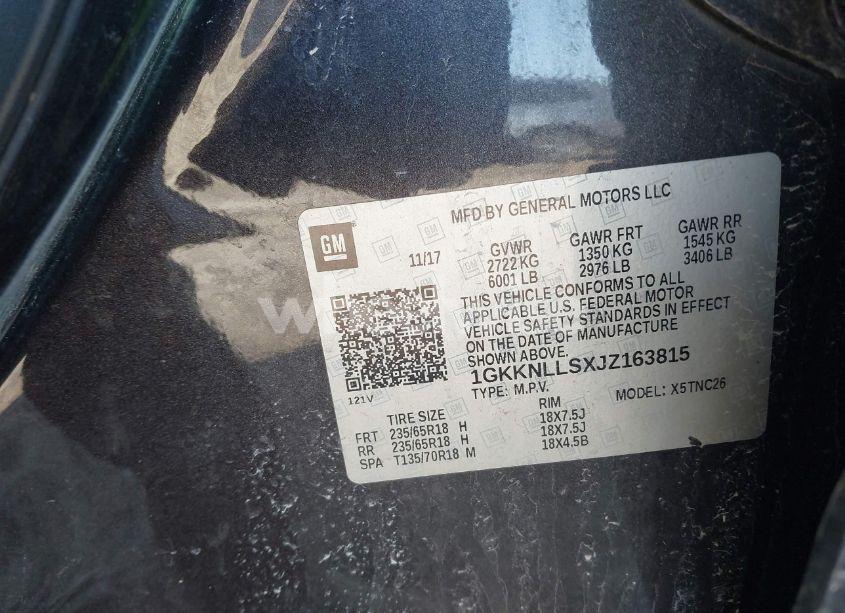 MFD BY GENERAL MOTORS LLC
GM
11/17
GVWR
2722 KG
6001 LB
GAWR FRT
1350 KG
2976 LB
GAWR RR
1545 KG
3406 LB
THIS VEHICLE CONFORMS TO ALL
APPLICABLE U.S. FEDERAL MOTOR
VEHICLE SAFETY STANDARDS IN EFFECT
ON THE DATE OF MANUFACTURE
SHOWN ABOVE.
1GKKNLLSXJZ163815
TYPE: M.P.V. MODEL: X5TNC26
121V
TIRE SIZE RIM
FRT 235/65R18 H 18X7.5J
RR 235/65R18 H 18X7.5J
SPA T135/70R18 M 18X4.5B